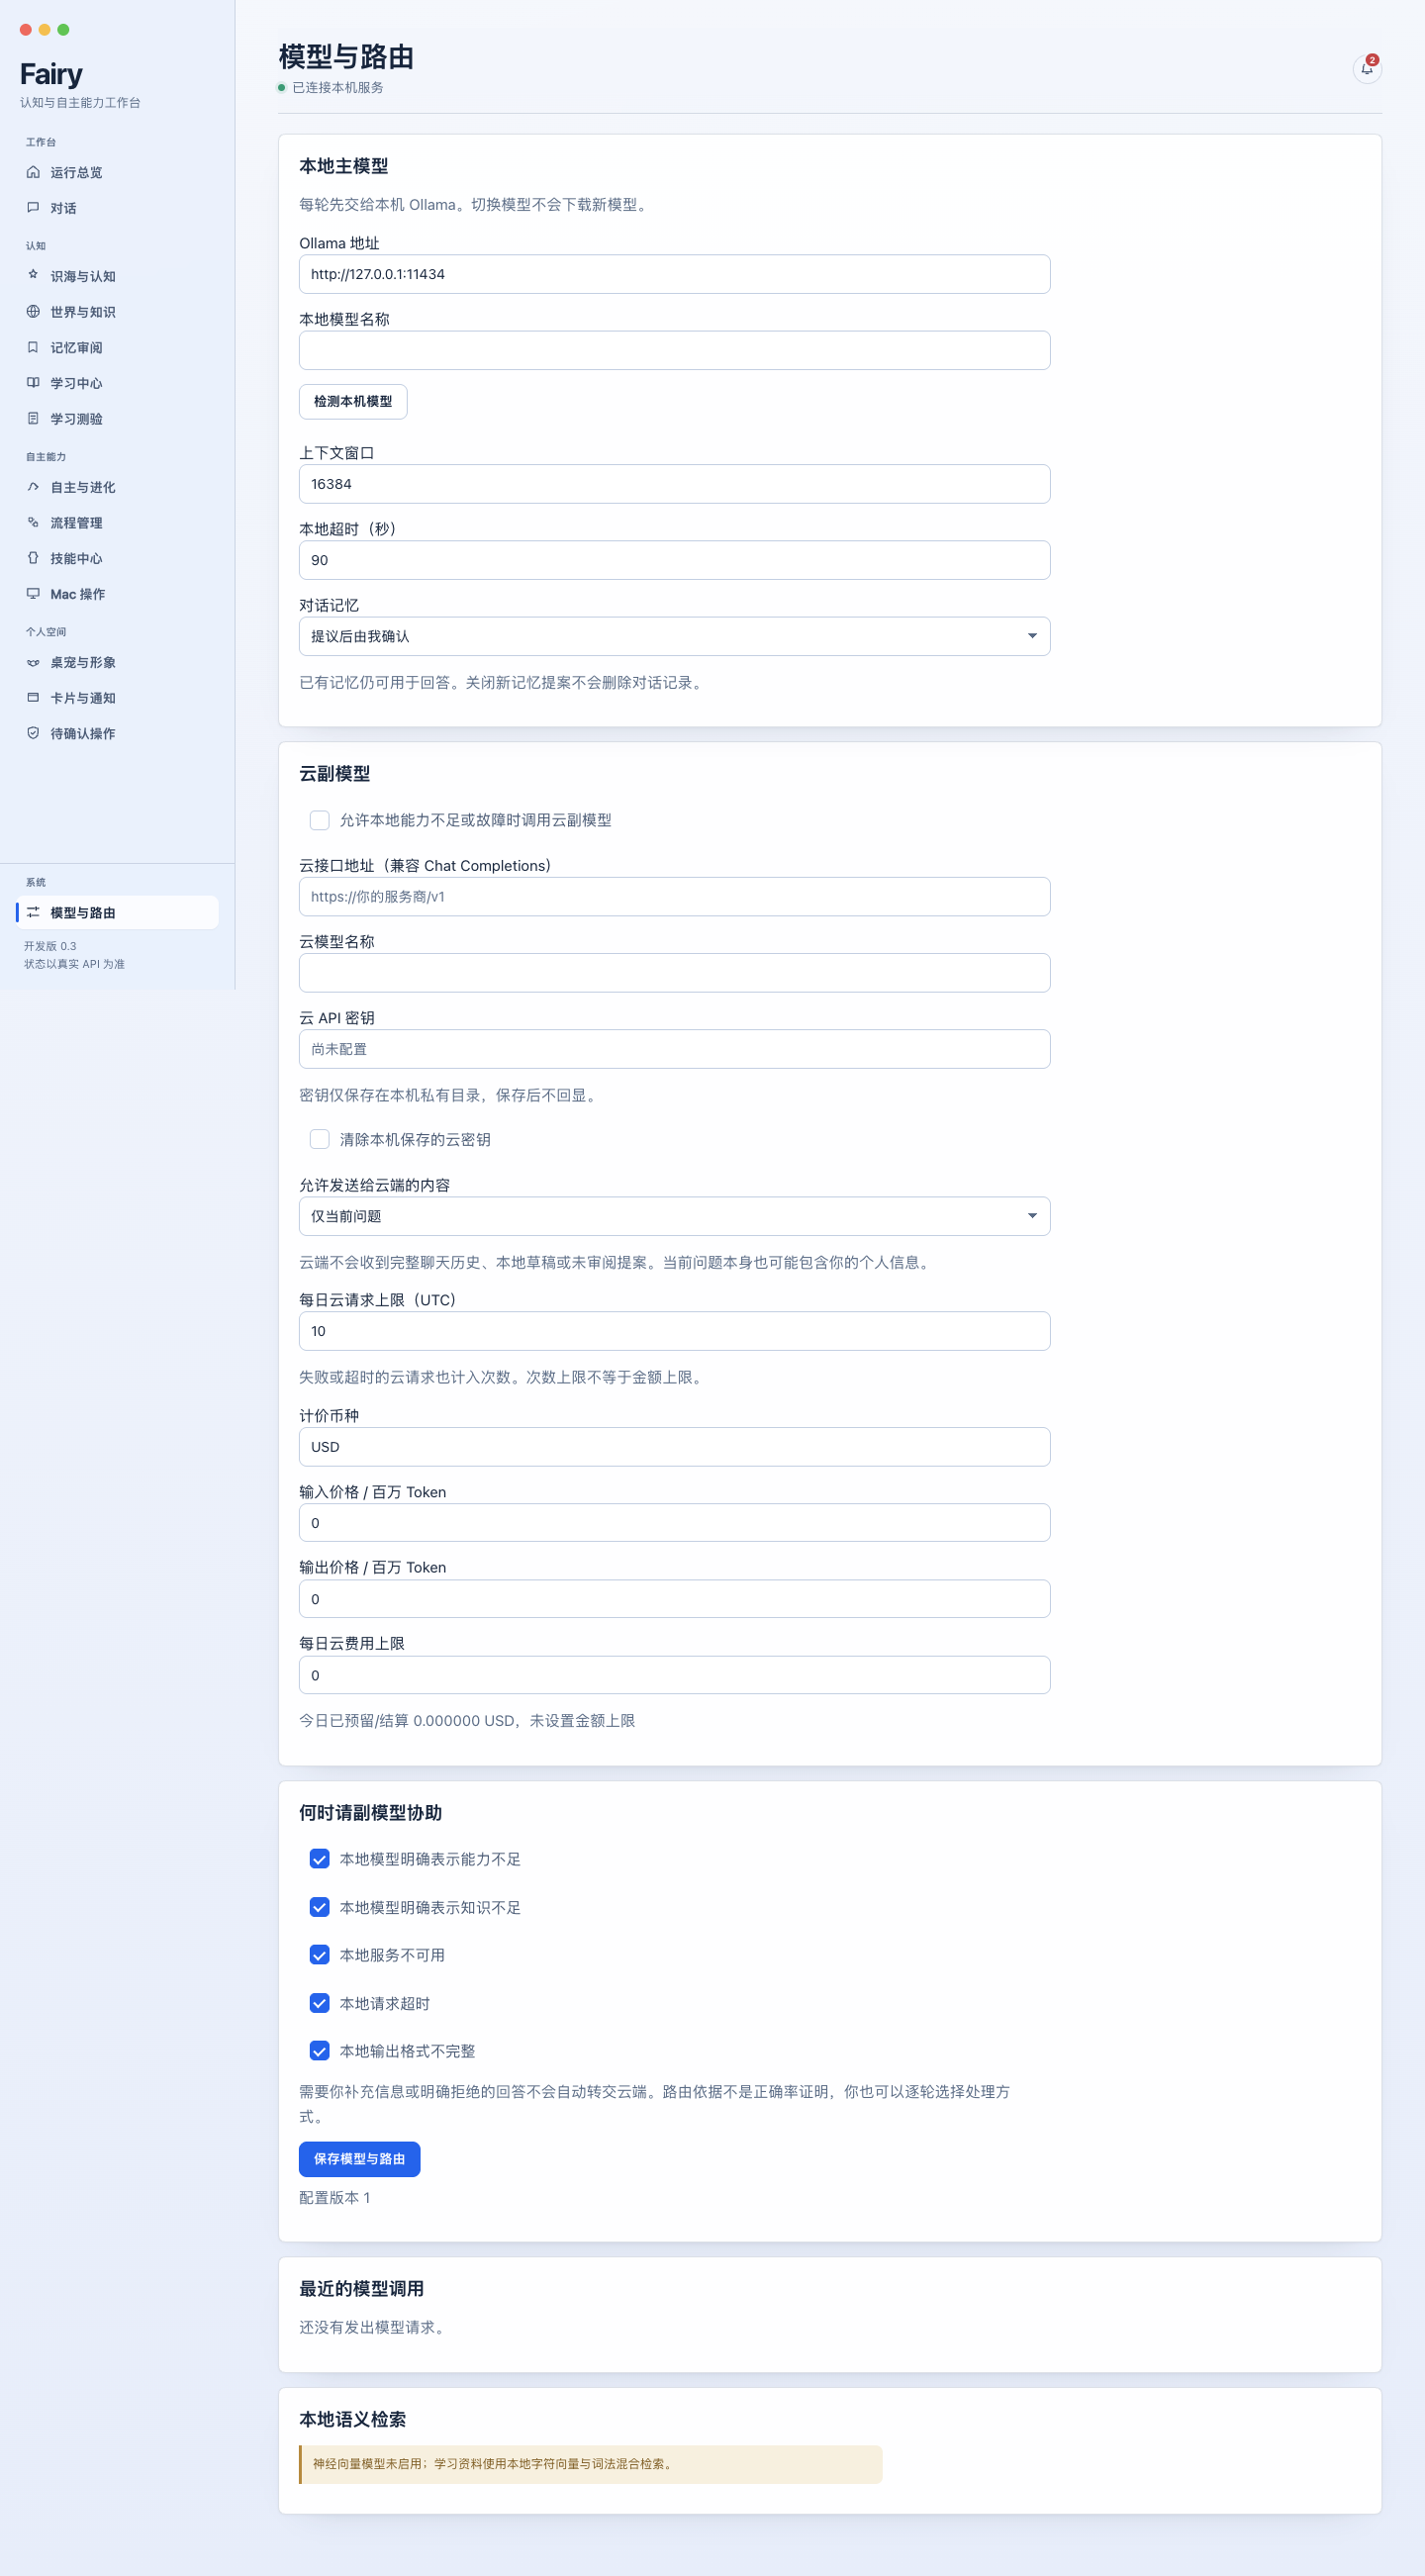 Fairy
认知与自主能力工作台
工作台
运行总览
对话
认知
识海与认知
世界与知识
记忆审阅
学习中心
学习测验
自主能力
自主与进化
流程管理
技能中心
Mac 操作
个人空间
桌宠与形象
卡片与通知
待确认操作
系统
模型与路由
开发版 0.3
状态以真实 API 为准
模型与路由
已连接本机服务
2
本地主模型
每轮先交给本机 Ollama。切换模型不会下载新模型。
Ollama 地址
http://127.0.0.1:11434
本地模型名称
检测本机模型
上下文窗口
16384
本地超时（秒）
90
对话记忆
提议后由我确认
已有记忆仍可用于回答。关闭新记忆提案不会删除对话记录。
云副模型
允许本地能力不足或故障时调用云副模型
云接口地址（兼容 Chat Completions）
https://你的服务商/v1
云模型名称
云 API 密钥
尚未配置
密钥仅保存在本机私有目录，保存后不回显。
清除本机保存的云密钥
允许发送给云端的内容
仅当前问题
云端不会收到完整聊天历史、本地草稿或未审阅提案。当前问题本身也可能包含你的个人信息。
每日云请求上限（UTC）
10
失败或超时的云请求也计入次数。次数上限不等于金额上限。
计价币种
USD
输入价格 / 百万 Token
0
输出价格 / 百万 Token
0
每日云费用上限
0
今日已预留/结算 0.000000 USD，未设置金额上限
何时请副模型协助
本地模型明确表示能力不足
本地模型明确表示知识不足
本地服务不可用
本地请求超时
本地输出格式不完整
需要你补充信息或明确拒绝的回答不会自动转交云端。路由依据不是正确率证明，你也可以逐轮选择处理方
式。
保存模型与路由
配置版本 1
最近的模型调用
还没有发出模型请求。
本地语义检索
神经向量模型未启用；学习资料使用本地字符向量与词法混合检索。